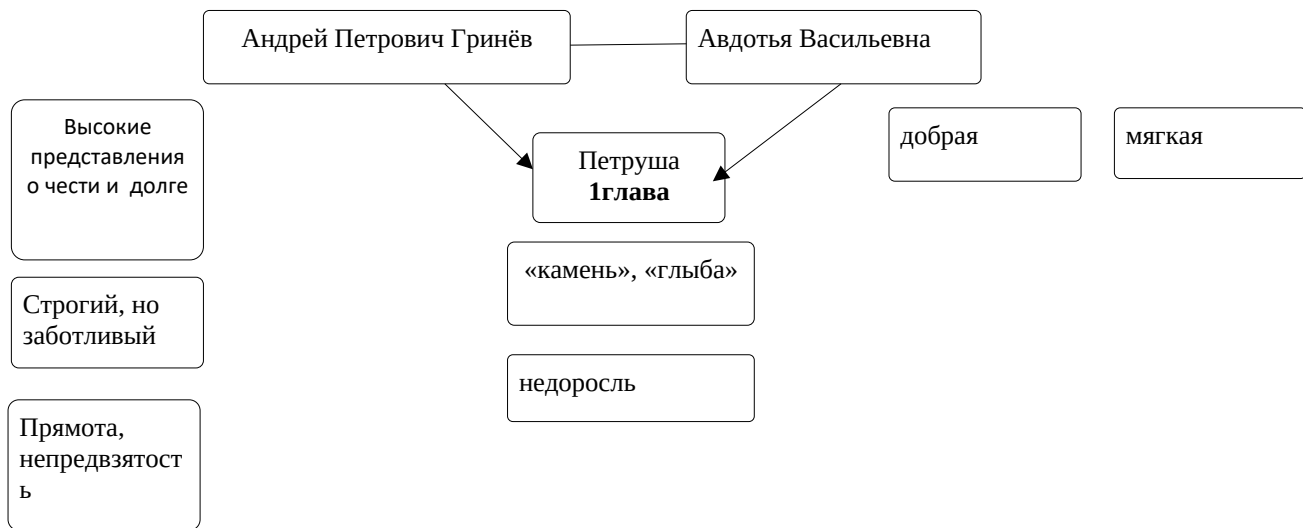 Андрей Петрович Гринёв
Авдотья Васильевна
Высокие
представления
о чести и долге
Петруша
1глава
добрая
мягкая
«камень», «глыба»
Строгий, но
заботливый
недоросль
Прямота,
непредвзятост
ь